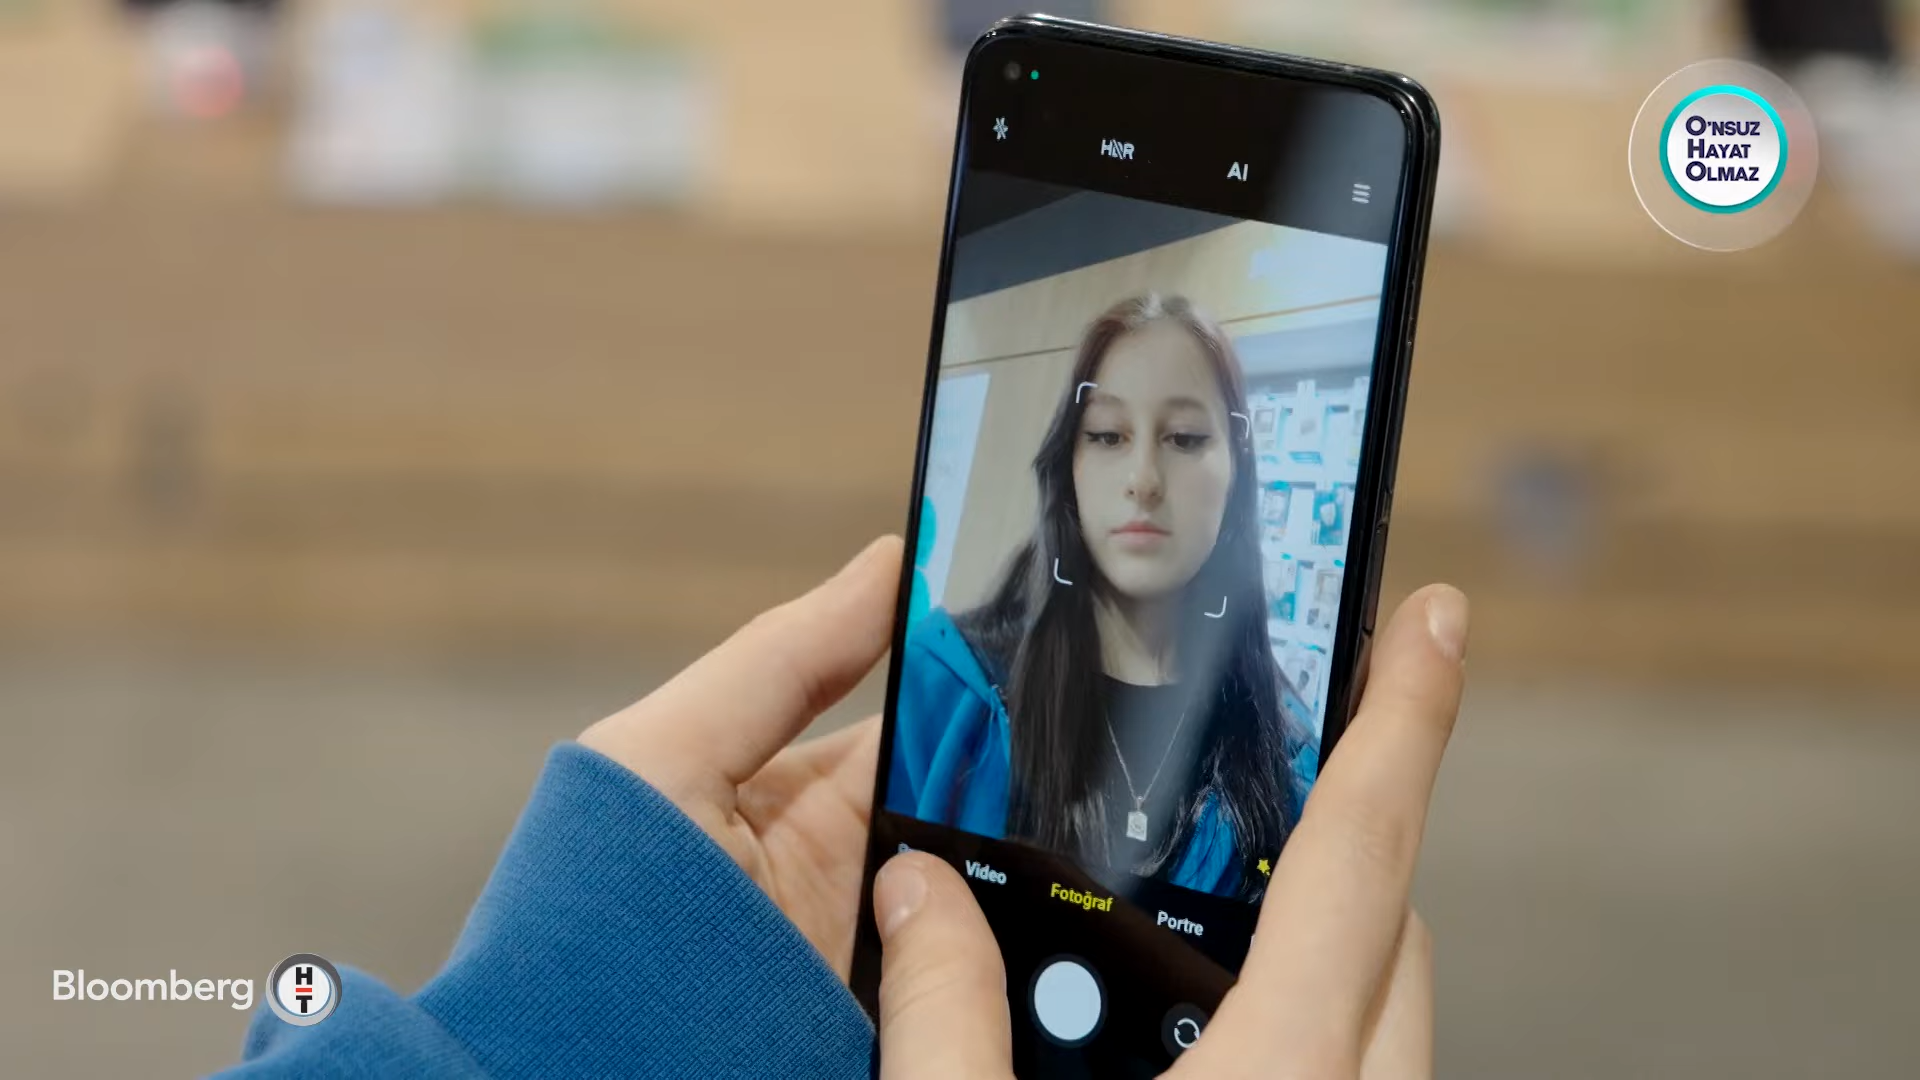 O'NSUZ
HAYAT
OLMAZ
HDR
AI
Video
Fotoğraf
Portre
Bloomberg
HT